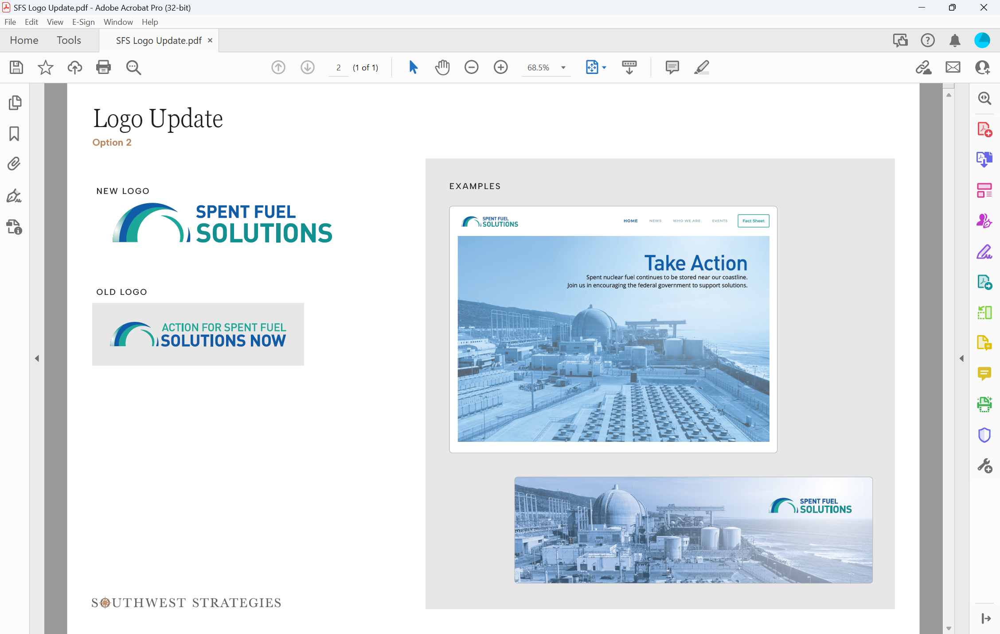 SFS Logo Update.pdf - Adobe Acrobat Pro (32-bit)
File Edit View E-Sign Window Help
Home Tools SFS Logo Update.pdf ×
2 (1 of 1) 68.5%
Logo Update
Option 2
NEW LOGO
SPENT FUEL
SOLUTIONS
OLD LOGO
ACTION FOR SPENT FUEL
SOLUTIONS NOW
SOUTHWEST STRATEGIES
EXAMPLES
SPENT FUEL
SOLUTIONS
HOME NEWS WHO WE ARE EVENTS Fact Sheet
Take Action
Spent nuclear fuel continues to be stored near our coastline.
Join us in encouraging the federal government to support solutions.
SPENT FUEL
SOLUTIONS